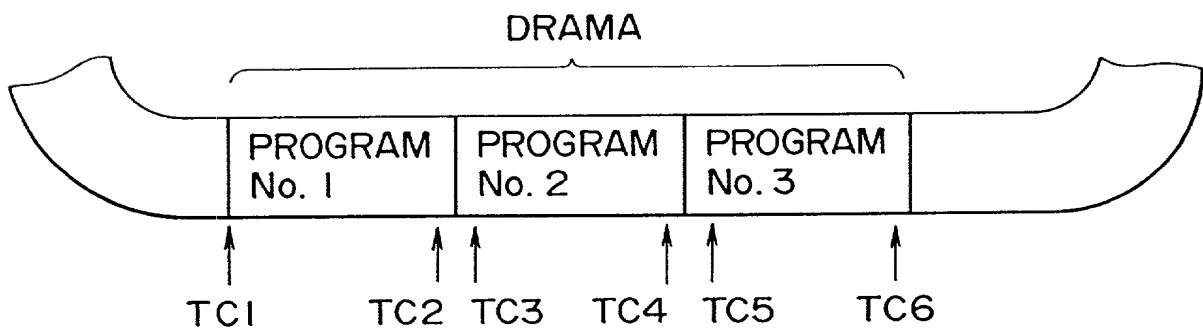 DRAMA
PROGRAM No. 1
PROGRAM No. 2
PROGRAM No. 3
TC1 TC2 TC3 TC4 TC5 TC6